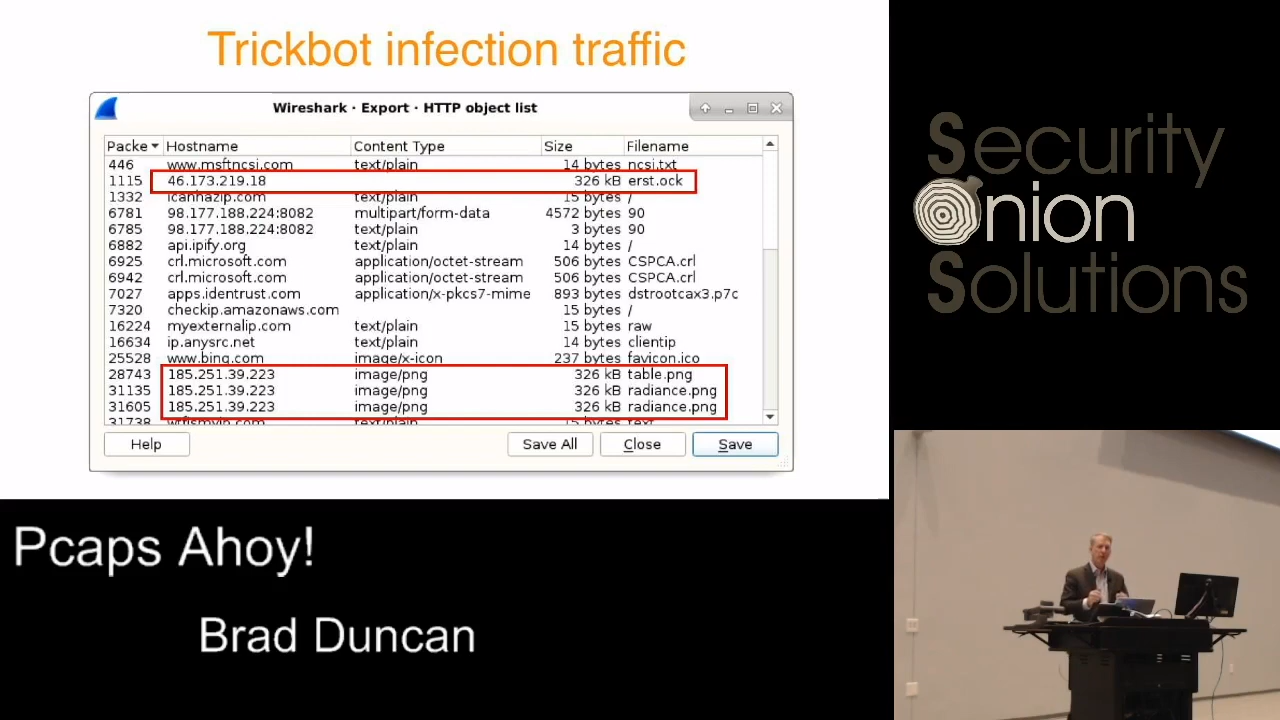 Trickbot infection traffic
Wireshark · Export · HTTP object list
Packe Hostname Content Type Size Filename
446 www.msftncsi.com text/plain 14 bytes ncsi.txt
1115 46.173.219.18 326 kB erst.ock
1332 icanhazip.com text/plain 15 bytes /
6781 98.177.188.224:8082 multipart/form-data 4572 bytes 90
6785 98.177.188.224:8082 text/plain 3 bytes 90
6882 api.ipify.org text/plain 14 bytes /
6925 crl.microsoft.com application/octet-stream 506 bytes CSPCA.crl
6942 crl.microsoft.com application/octet-stream 506 bytes CSPCA.crl
7027 apps.identrust.com application/x-pkcs7-mime 893 bytes dstrootcax3.p7c
7320 checkip.amazonaws.com 15 bytes /
16224 myexternalip.com text/plain 15 bytes raw
16634 ip.anysrc.net text/plain 14 bytes clientip
25528 www.bing.com image/x-icon 237 bytes favicon.ico
28743 185.251.39.223 image/png 326 kB table.png
31135 185.251.39.223 image/png 326 kB radiance.png
31605 185.251.39.223 image/png 326 kB radiance.png
31738 wtfismyip.com text/plain 15 bytes text
Help Save All Close Save
Security
Onion
Solutions
Pcaps Ahoy!
Brad Duncan